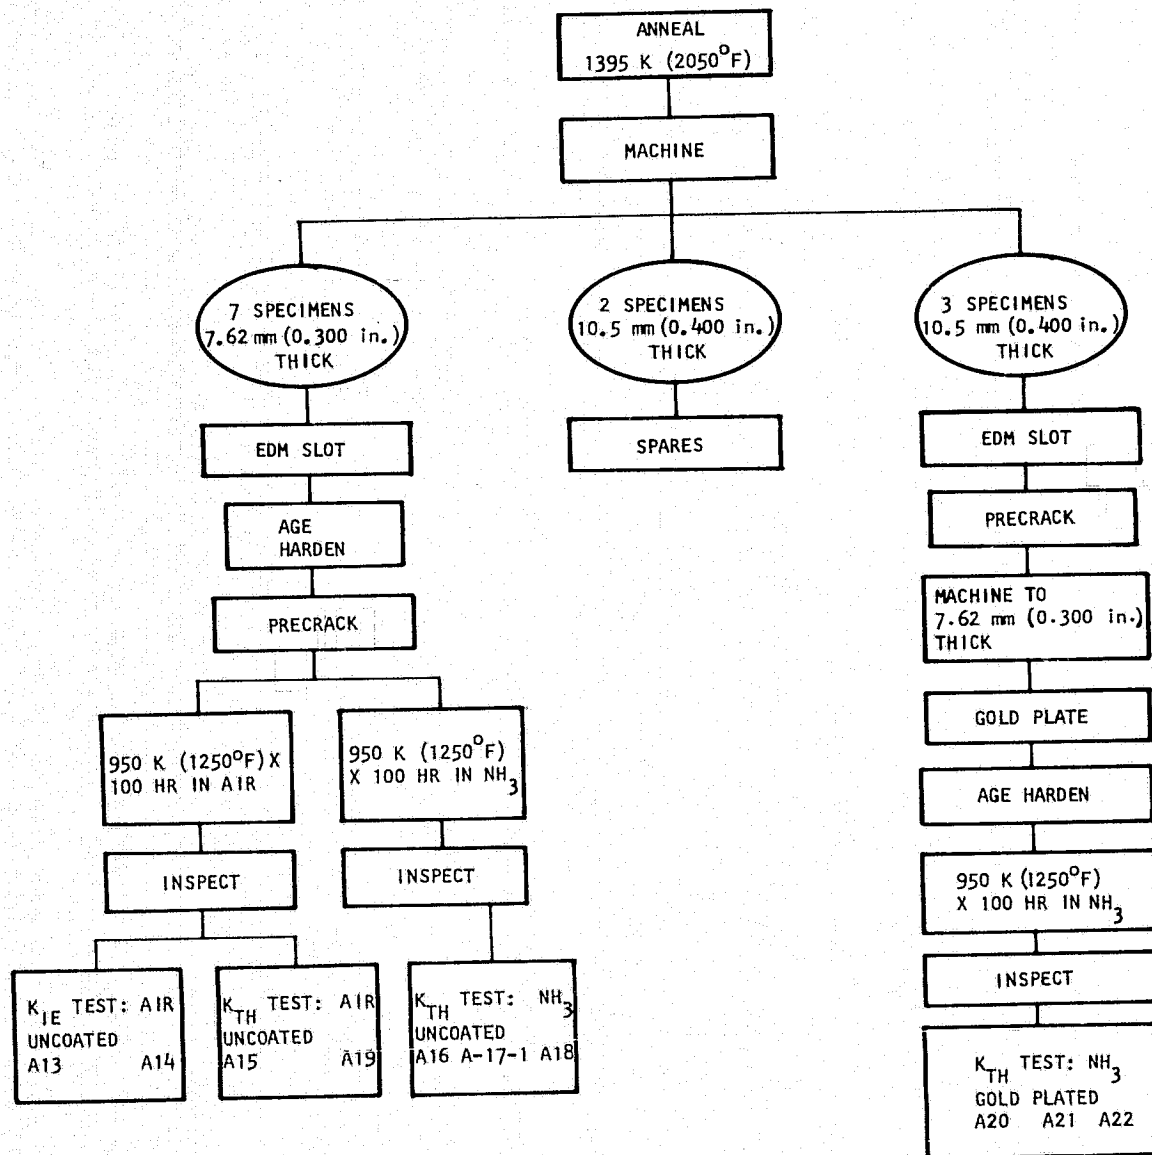 ANNEAL
1395 K (2050°F)
MACHINE
7 SPECIMENS
7.62 mm (0.300 in.)
THICK
2 SPECIMENS
10.5 mm (0.400 in.)
THICK
3 SPECIMENS
10.5 mm (0.400 in.)
THICK
EDM SLOT
SPARES
EDM SLOT
AGE
HARDEN
PRECRACK
PRECRACK
MACHINE TO
7.62 mm (0.300 in.)
THICK
GOLD PLATE
950 K (1250°F) X
100 HR IN AIR
950 K (1250°F)
X 100 HR IN NH3
AGE HARDEN
INSPECT
INSPECT
950 K (1250°F)
X 100 HR IN NH3
INSPECT
KIE TEST: AIR
UNCOATED
A13 A14
KTH TEST: AIR
UNCOATED
A15 A19
KTH TEST: NH3
UNCOATED
A16 A-17-1 A18
KTH TEST: NH3
GOLD PLATED
A20 A21 A22